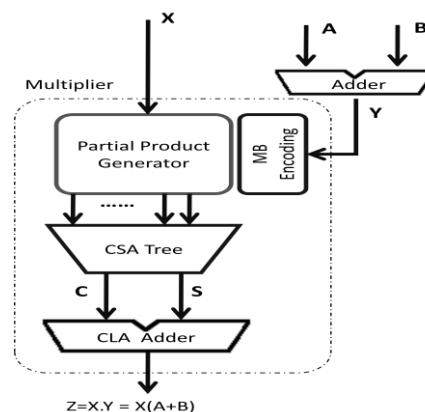 X
A
B
Adder
Multiplier
Y
Partial Product
Generator
MB
Encoding
......
CSA Tree
C
S
CLA Adder
Z=X.Y = X(A+B)